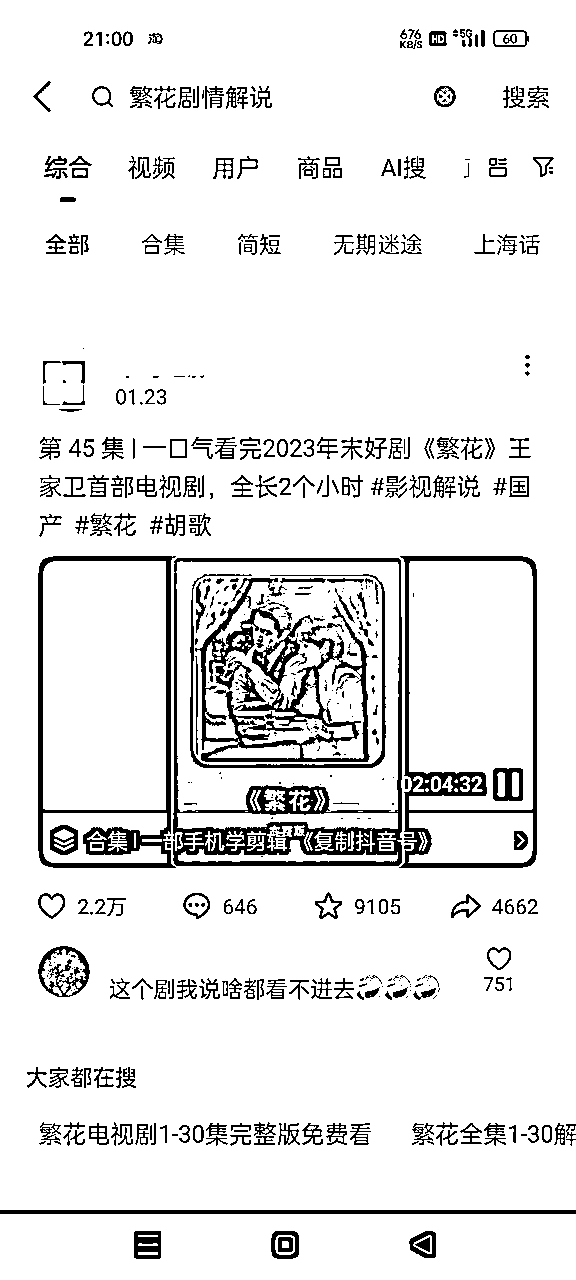 21:00 淘 676 KB/S HD 5G 60
繁花剧情解说 搜索
综合 视频 用户 商品 AI搜
全部 合集 简短 无期迷途 上海话
01.23
第 45 集 | 一口气看完2023年末好剧《繁花》王
家卫首部电视剧，全长2个小时 #影视解说 #国
产 #繁花 #胡歌
《繁花》
02:04:32
合集 | 一部手机学剪辑《复制抖音号》
2.2万 646 9105 4662
这个剧我说啥都看不进去
751
大家都在搜
繁花电视剧1-30集完整版免费看 繁花全集1-30解